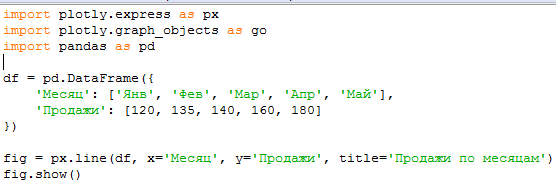 import plotly.express as px
import plotly.graph_objects as go
import pandas as pd

df = pd.DataFrame({
    'Месяц': ['Янв', 'Фев', 'Мар', 'Апр', 'Май'],
    'Продажи': [120, 135, 140, 160, 180]
})

fig = px.line(df, x='Месяц', y='Продажи', title='Продажи по месяцам')
fig.show()